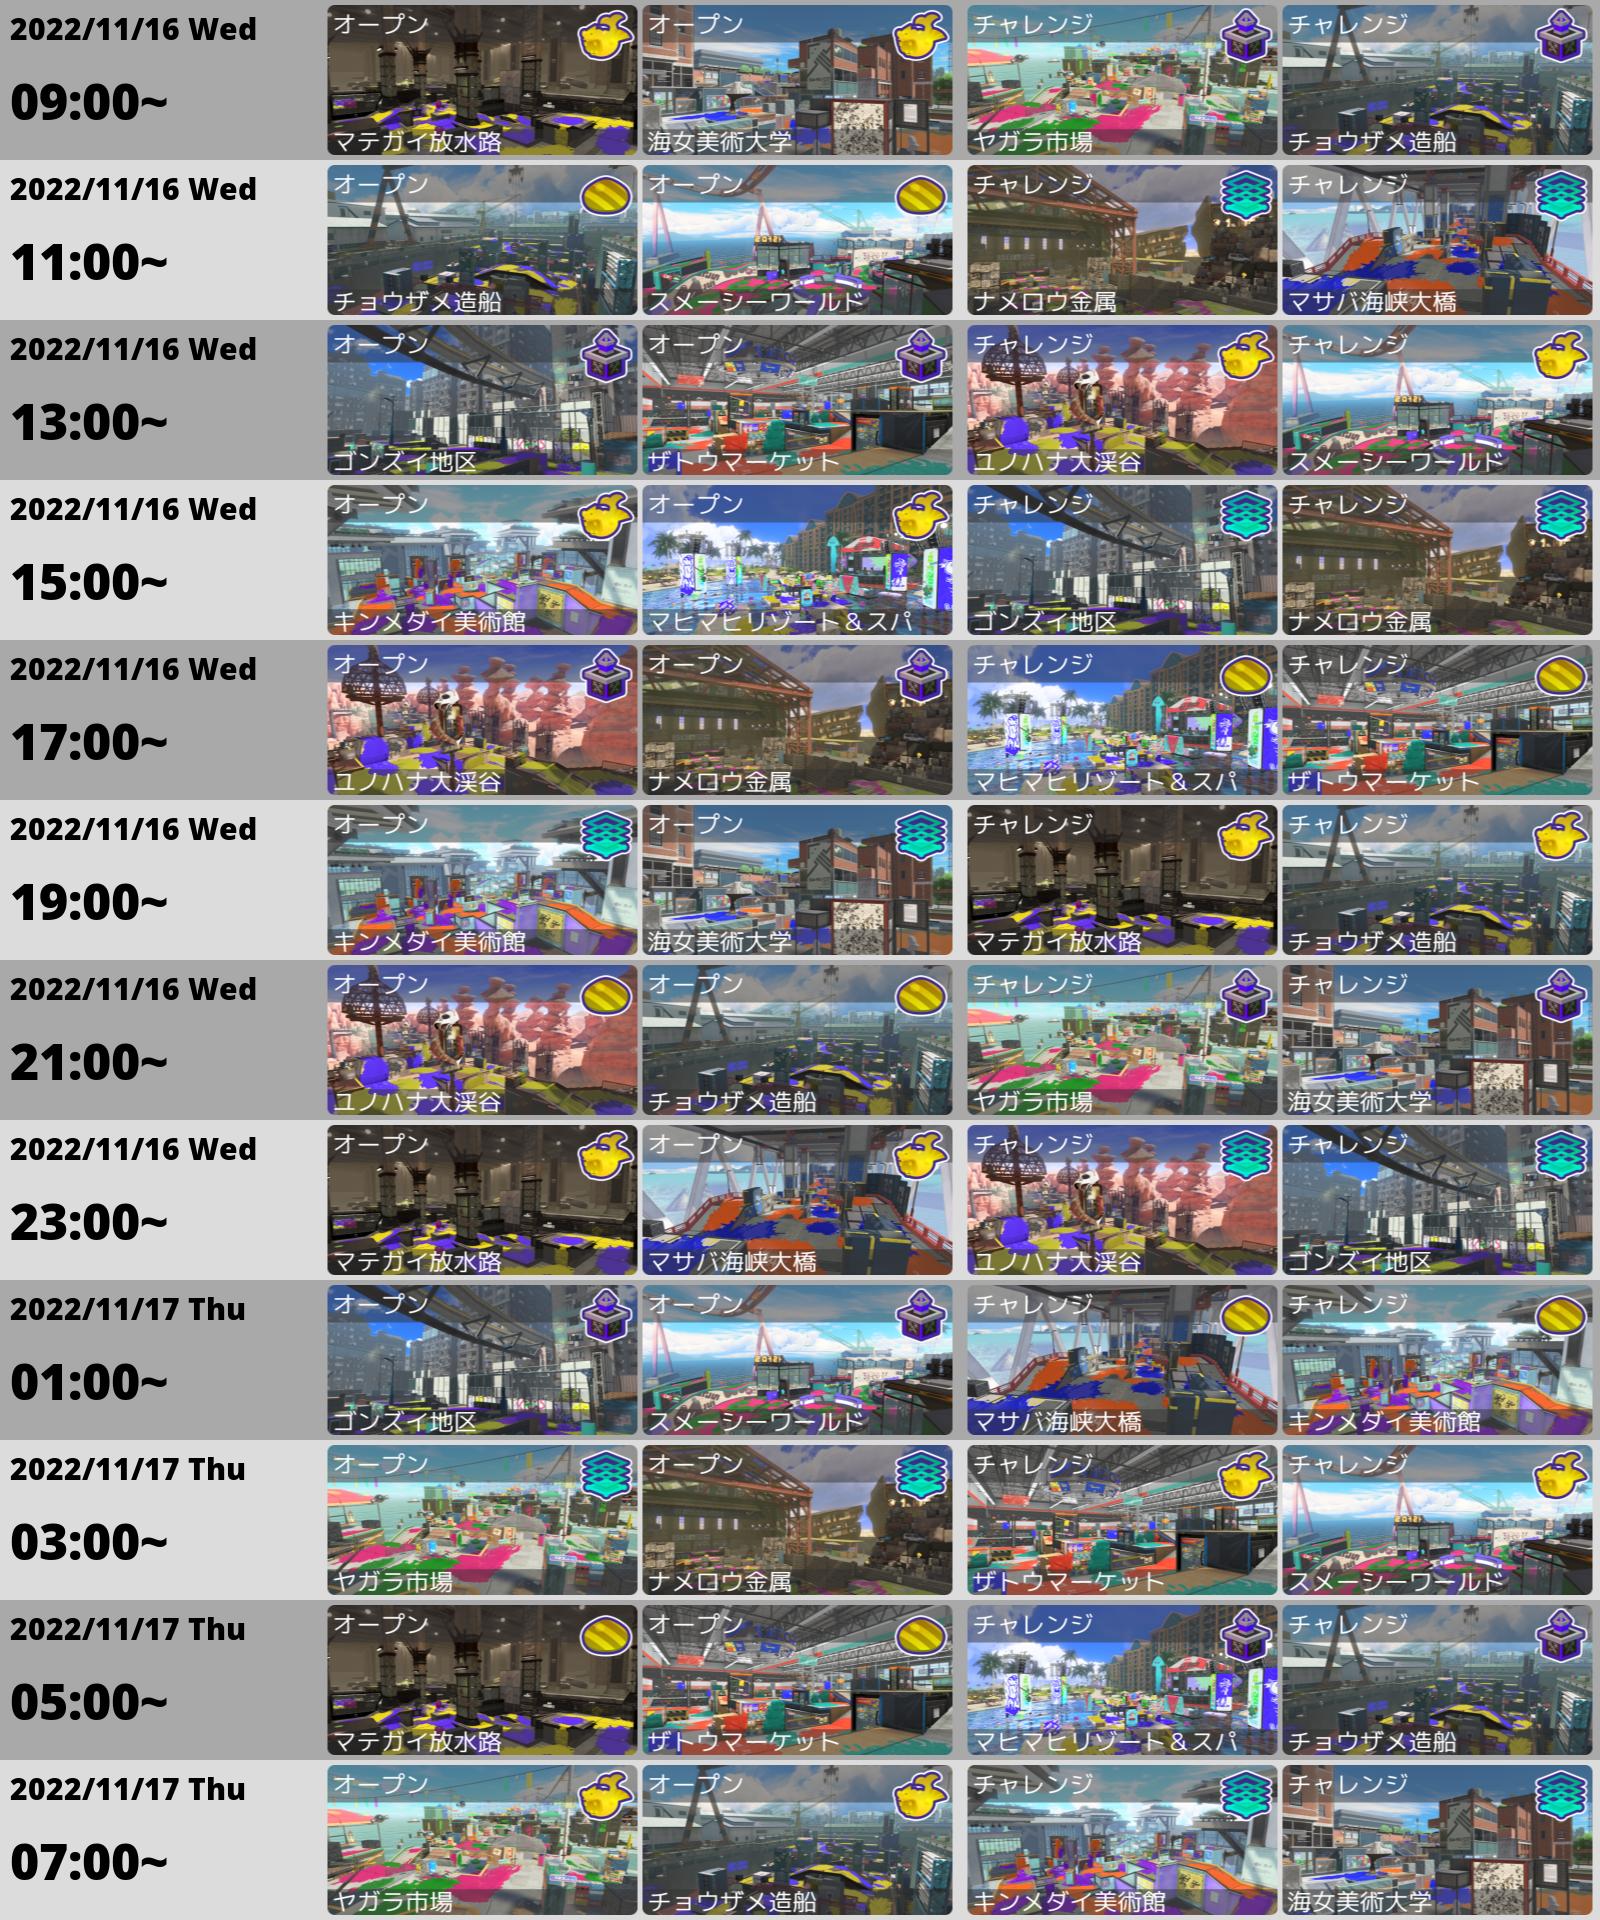 2022/11/16 Wed
09:00~
オープン
マテガイ放水路
オープン
海女美術大学
チャレンジ
ヤガラ市場
チャレンジ
チョウザメ造船
2022/11/16 Wed
11:00~
オープン
チョウザメ造船
オープン
スメーシーワールド
チャレンジ
ナメロウ金属
チャレンジ
マサバ海峡大橋
2022/11/16 Wed
13:00~
オープン
ゴンズイ地区
オープン
ザトウマーケット
チャレンジ
ユノハナ大渓谷
チャレンジ
スメーシーワールド
2022/11/16 Wed
15:00~
オープン
キンメダイ美術館
オープン
マヒマヒリゾート＆スパ
チャレンジ
ゴンズイ地区
チャレンジ
ナメロウ金属
2022/11/16 Wed
17:00~
オープン
ユノハナ大渓谷
オープン
ナメロウ金属
チャレンジ
マヒマヒリゾート＆スパ
チャレンジ
ザトウマーケット
2022/11/16 Wed
19:00~
オープン
キンメダイ美術館
オープン
海女美術大学
チャレンジ
マテガイ放水路
チャレンジ
チョウザメ造船
2022/11/16 Wed
21:00~
オープン
ユノハナ大渓谷
オープン
チョウザメ造船
チャレンジ
ヤガラ市場
チャレンジ
海女美術大学
2022/11/16 Wed
23:00~
オープン
マテガイ放水路
オープン
マサバ海峡大橋
チャレンジ
ユノハナ大渓谷
チャレンジ
ゴンズイ地区
2022/11/17 Thu
01:00~
オープン
ゴンズイ地区
オープン
スメーシーワールド
チャレンジ
マサバ海峡大橋
チャレンジ
キンメダイ美術館
2022/11/17 Thu
03:00~
オープン
ヤガラ市場
オープン
ナメロウ金属
チャレンジ
ザトウマーケット
チャレンジ
スメーシーワールド
2022/11/17 Thu
05:00~
オープン
マテガイ放水路
オープン
ザトウマーケット
チャレンジ
マヒマヒリゾート＆スパ
チャレンジ
チョウザメ造船
2022/11/17 Thu
07:00~
オープン
ヤガラ市場
オープン
チョウザメ造船
チャレンジ
キンメダイ美術館
チャレンジ
海女美術大学